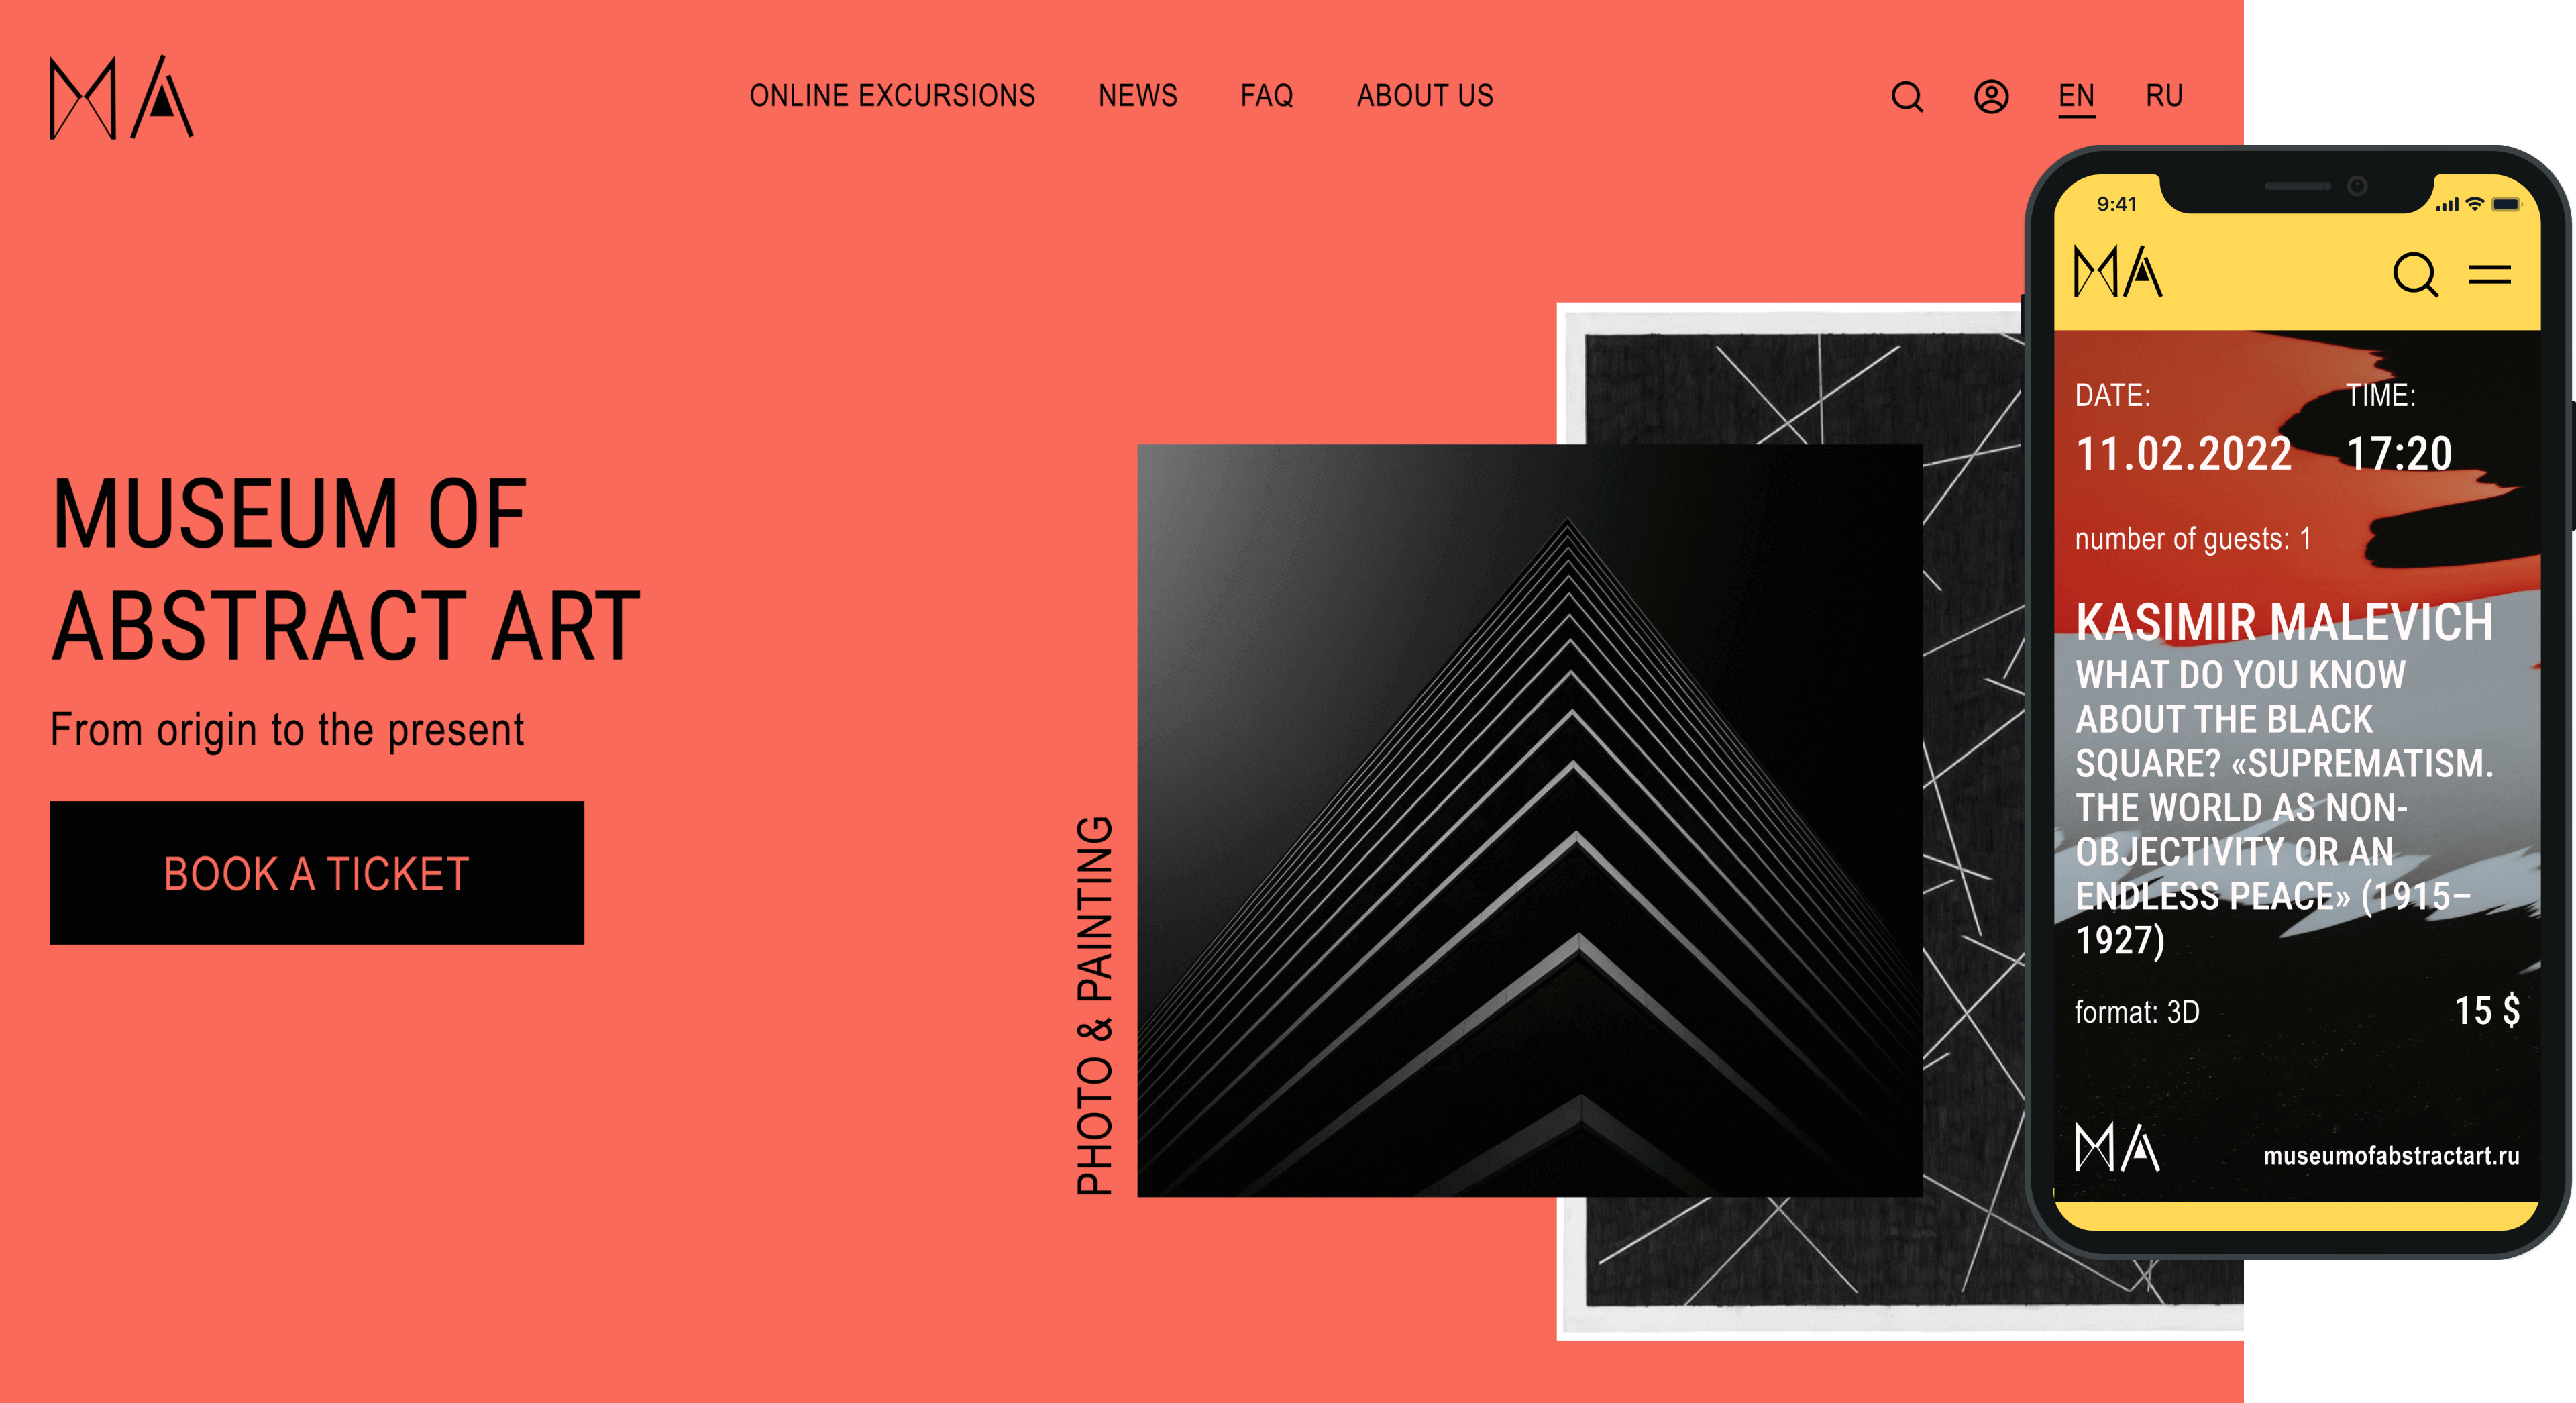 MA
ONLINE EXCURSIONS NEWS FAQ ABOUT US EN RU
MUSEUM OF
ABSTRACT ART
From origin to the present
BOOK A TICKET
PHOTO & PAINTING
9:41
MA
DATE: TIME:
11.02.2022 17:20
number of guests: 1
KASIMIR MALEVICH
WHAT DO YOU KNOW
ABOUT THE BLACK
SQUARE? «SUPREMATISM.
THE WORLD AS NON-
OBJECTIVITY OR AN
ENDLESS PEACE» (1915–
1927)
format: 3D 15 $
MA museumofabstractart.ru